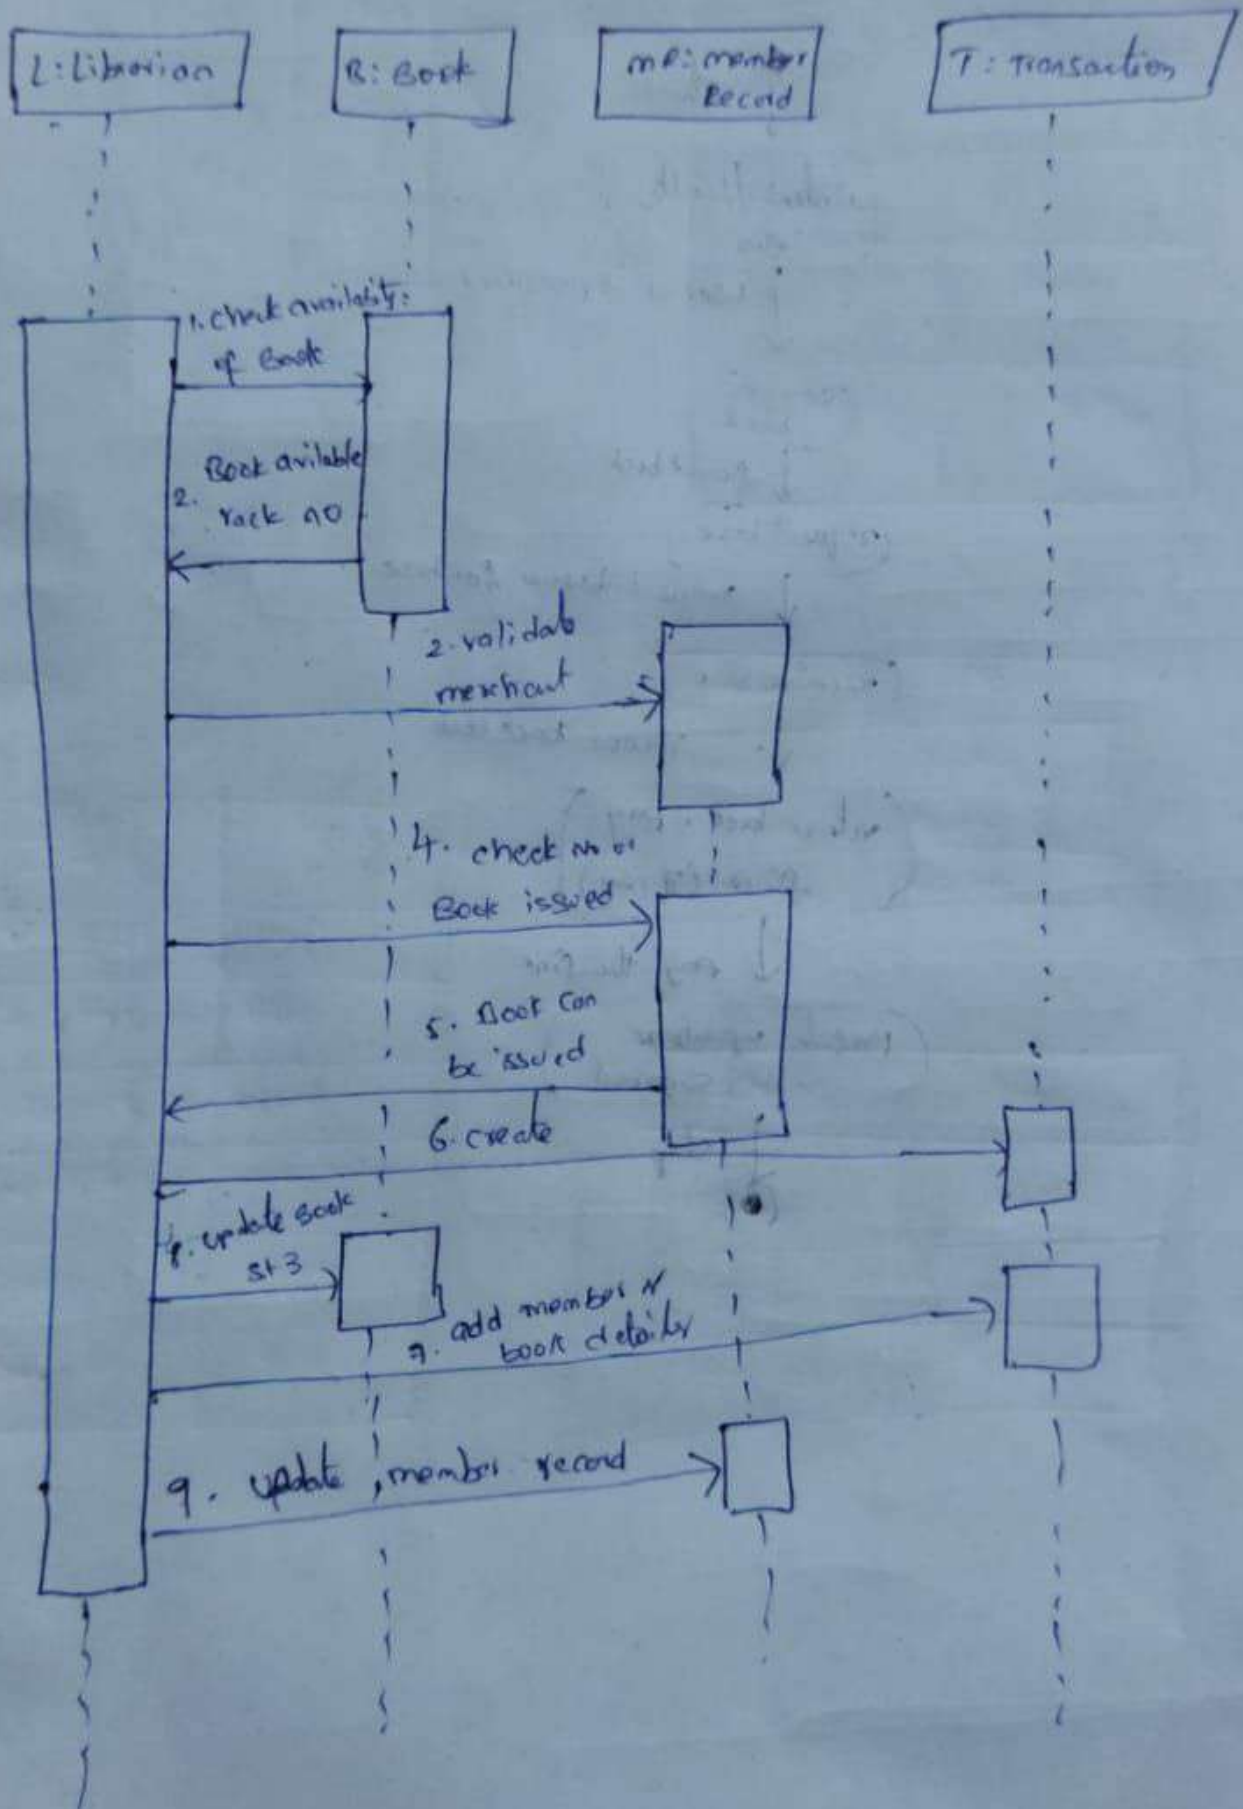 L: Librarian
B: Book
MR: member
Record
T: Transaction
1. check availability
of Book
Book avilable
2.
rack no
2. validate
merchant
4. check no of
Book issued
5. Book can
be issued
6. create
8. update Book
add member &
7. book details
9. update member record